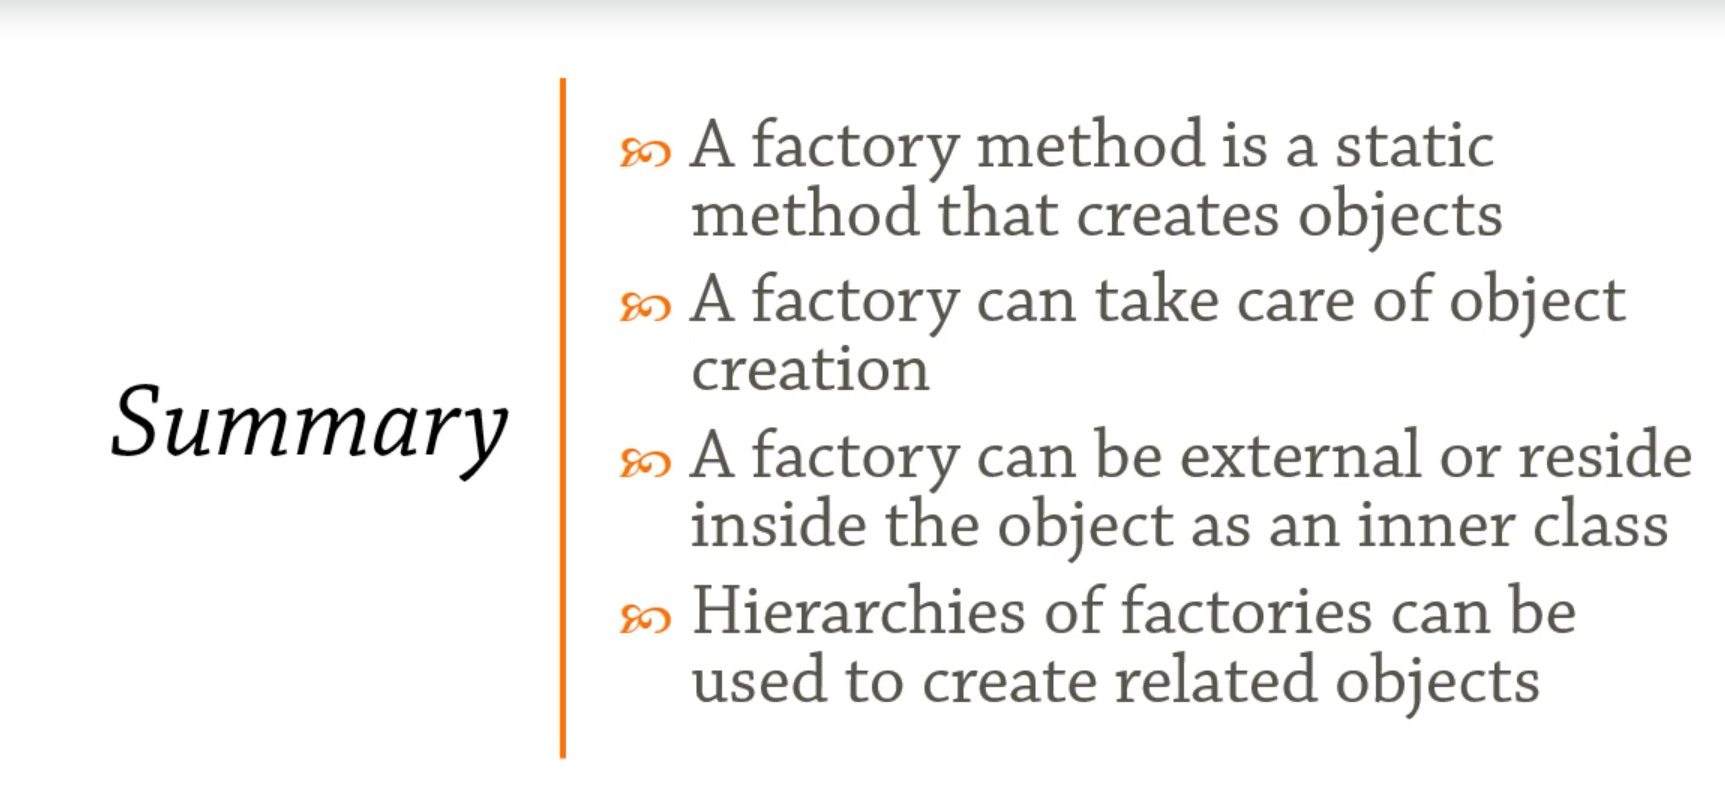 Summary
A factory method is a static
method that creates objects
A factory can take care of object
creation
A factory can be external or reside
inside the object as an inner class
Hierarchies of factories can be
used to create related objects